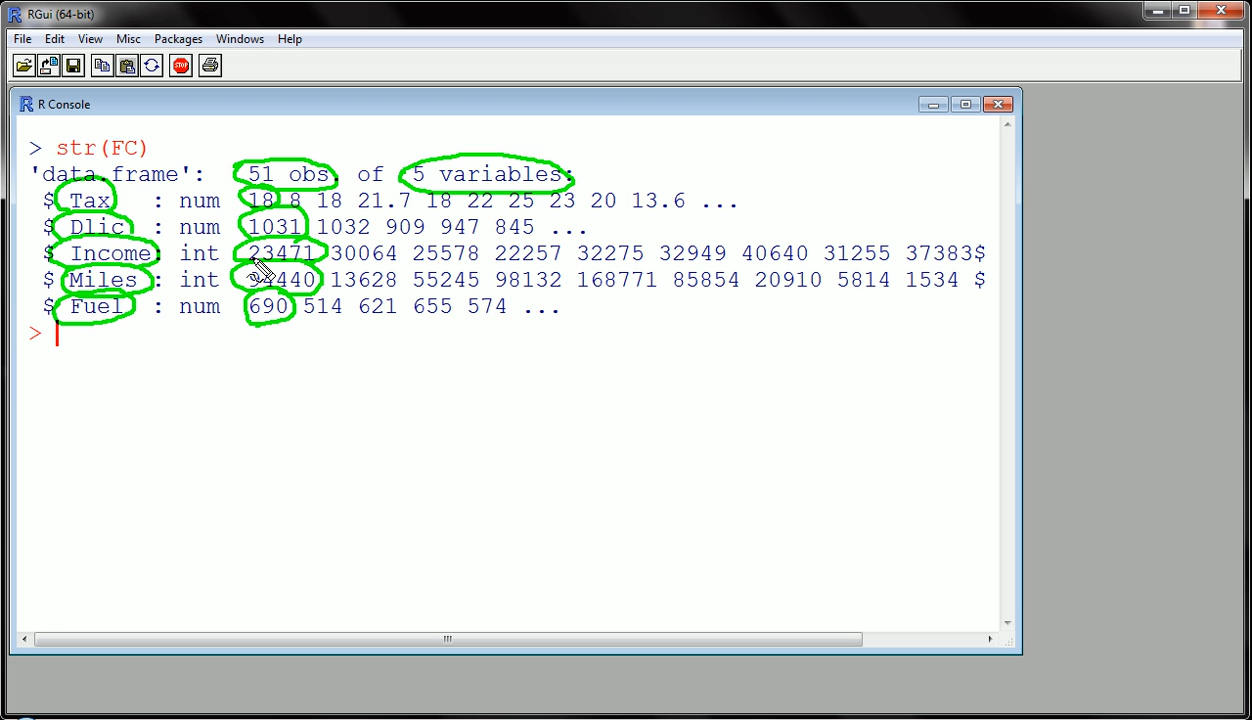 RGui (64-bit)
File Edit View Misc Packages Windows Help
STOP
R Console
> str(FC)
'data.frame': 51 obs. of 5 variables:
$ Tax : num 18 8 18 21.7 18 22 25 23 20 13.6 ...
$ Dlic : num 1031 1032 909 947 845 ...
$ Income: int 23471 30064 25578 22257 32275 32949 40640 31255 37383$
$ Miles : int 13628 55245 98132 168771 85854 20910 5814 1534 $
$ Fuel : num 690 514 621 655 574 ...
>